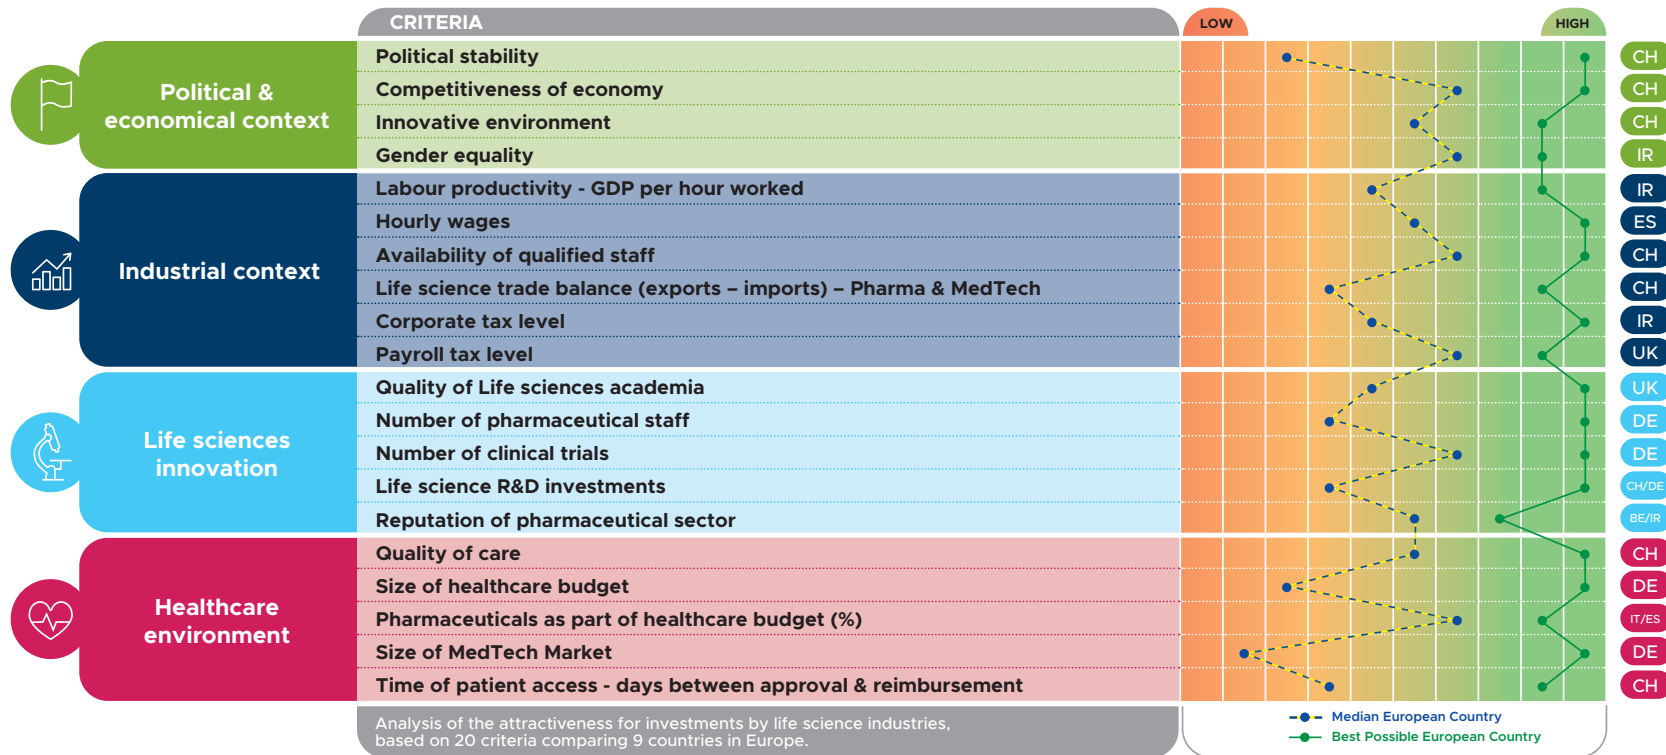 CRITERIA
LOW
HIGH
Political &
economical context
Political stability
CH
Competitiveness of economy
CH
Innovative environment
CH
Gender equality
IR
Industrial context
Labour productivity - GDP per hour worked
IR
Hourly wages
ES
Availability of qualified staff
CH
Life science trade balance (exports – imports) – Pharma & MedTech
CH
Corporate tax level
IR
Payroll tax level
UK
Life sciences
innovation
Quality of Life sciences academia
UK
Number of pharmaceutical staff
DE
Number of clinical trials
DE
Life science R&D investments
CH/DE
Reputation of pharmaceutical sector
BE/IR
Healthcare
environment
Quality of care
CH
Size of healthcare budget
DE
Pharmaceuticals as part of healthcare budget (%)
IT/ES
Size of MedTech Market
DE
Time of patient access - days between approval & reimbursement
CH
Analysis of the attractiveness for investments by life science industries,
based on 20 criteria comparing 9 countries in Europe.
Median European Country
Best Possible European Country